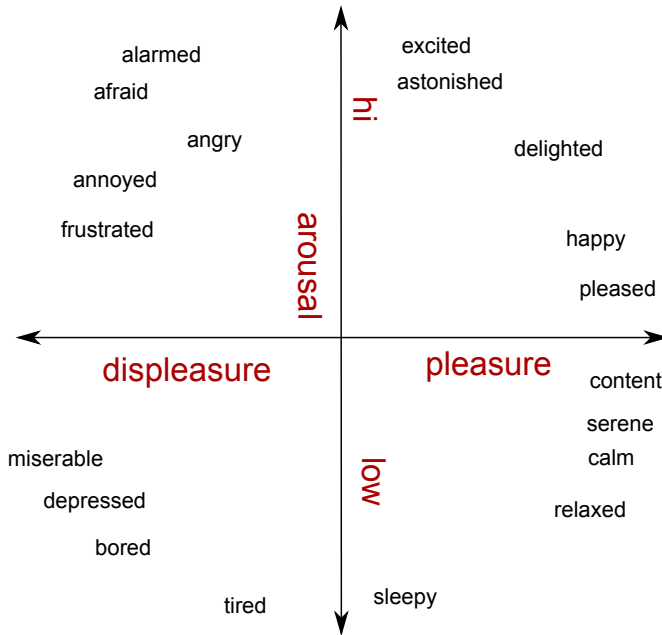 excited
alarmed
astonished
afraid
hi
angry
delighted
annoyed
frustrated
happy
arousal
pleased
displeasure
pleasure
content
serene
miserable
calm
low
depressed
relaxed
bored
sleepy
tired